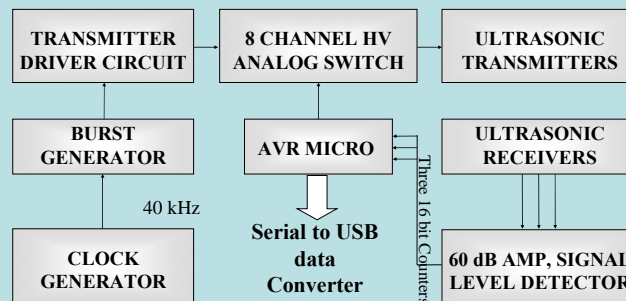 TRANSMITTER
DRIVER CIRCUIT
8 CHANNEL HV
ANALOG SWITCH
ULTRASONIC
TRANSMITTERS
BURST
GENERATOR
AVR MICRO
ULTRASONIC
RECEIVERS
Three 16 bit Counters
40 kHz
CLOCK
GENERATOR
Serial to USB
data
Converter
60 dB AMP, SIGNAL
LEVEL DETECTOR